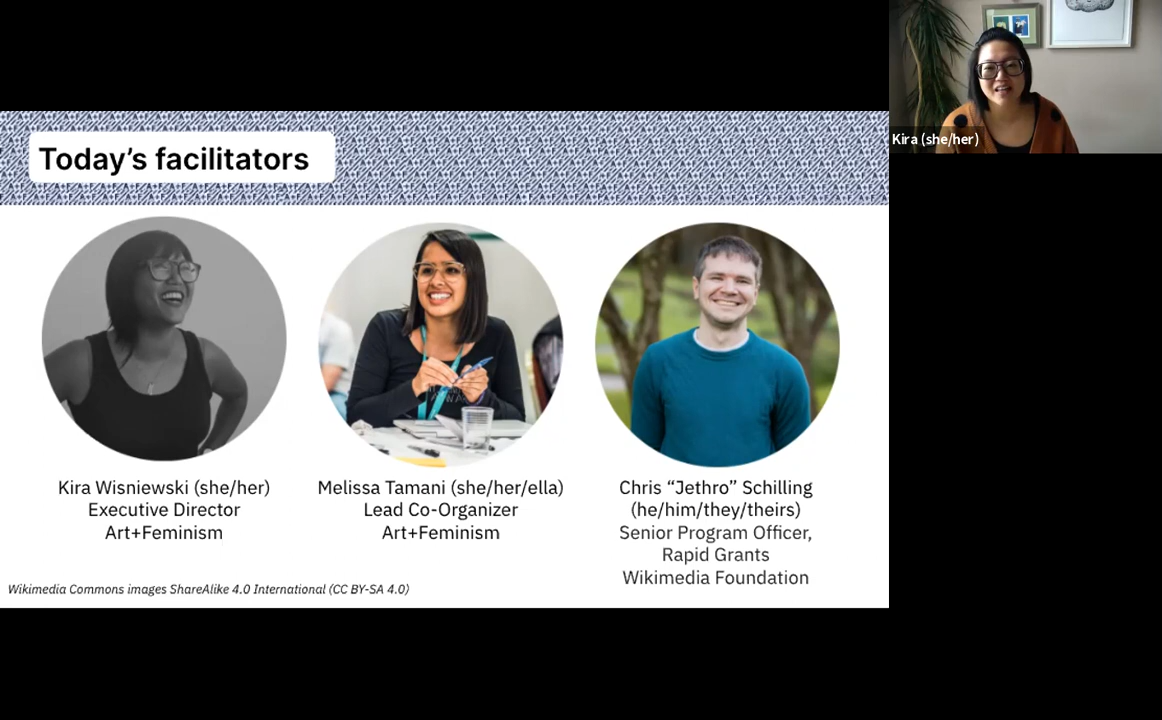 Today's facilitators
Kira (she/her)
Kira Wisniewski (she/her)
Executive Director
Art+Feminism
Melissa Tamani (she/her/ella)
Lead Co-Organizer
Art+Feminism
Chris “Jethro” Schilling
(he/him/they/theirs)
Senior Program Officer,
Rapid Grants
Wikimedia Foundation
Wikimedia Commons images ShareAlike 4.0 International (CC BY-SA 4.0)